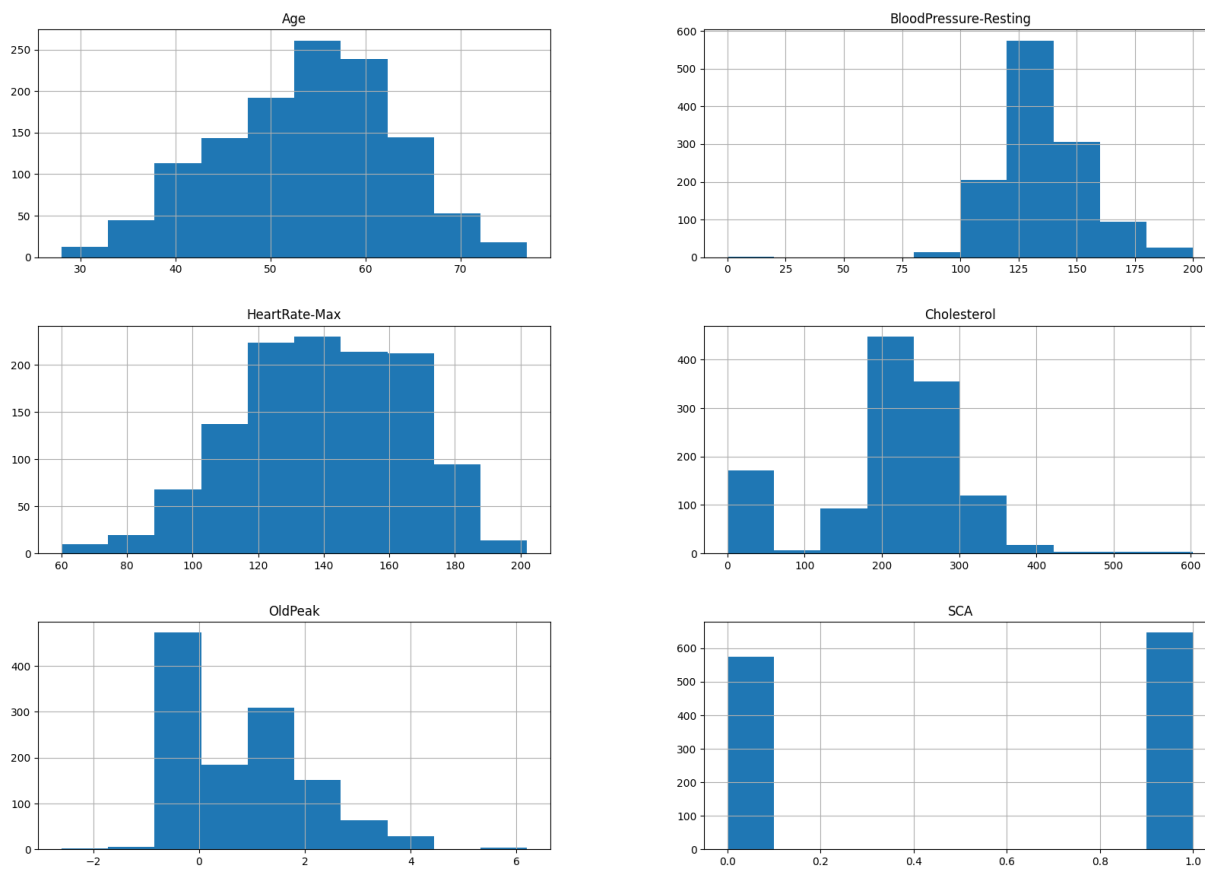 Age
250
200
150
100
50
0
30 40 50 60 70
BloodPressure-Resting
600
500
400
300
200
100
0
0 25 50 75 100 125 150 175 200
HeartRate-Max
200
150
100
50
0
60 80 100 120 140 160 180 200
Cholesterol
400
300
200
100
0
0 100 200 300 400 500 600
OldPeak
400
300
200
100
0
−2 0 2 4 6
SCA
600
500
400
300
200
100
0
0.0 0.2 0.4 0.6 0.8 1.0